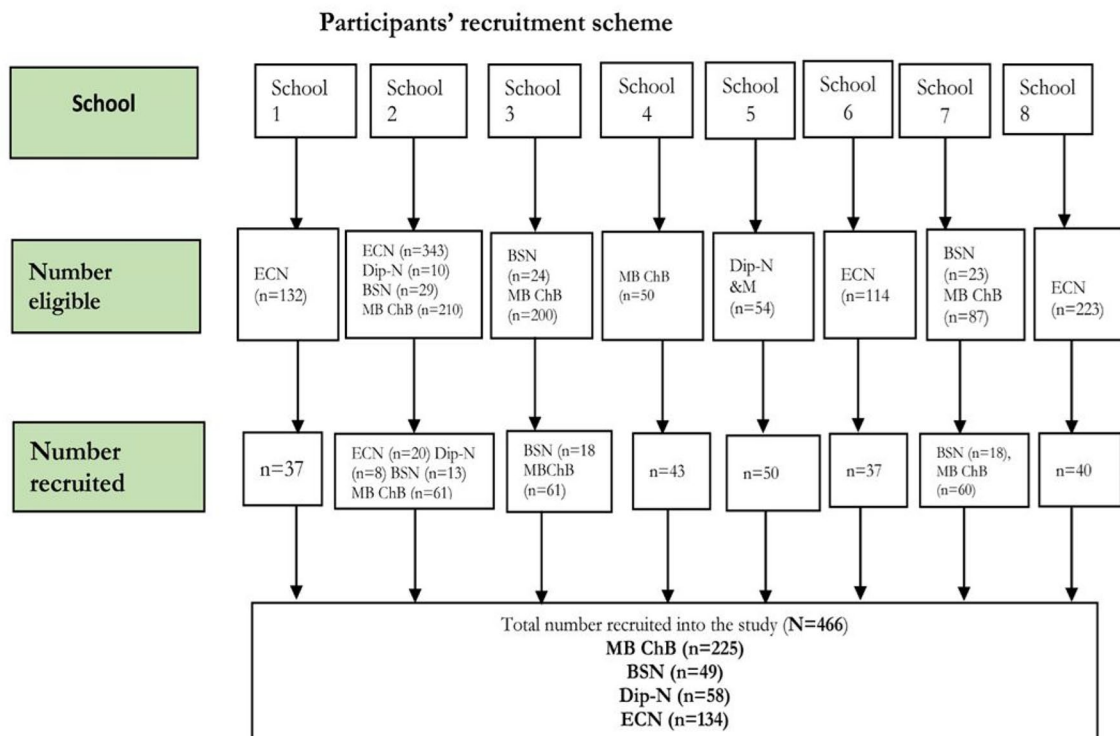 Participants' recruitment scheme
School
School
1
School
2
School
3
School
4
School
5
School
6
School
7
School
8
Number
eligible
ECN
(n=132)
ECN (n=343)
Dip-N (n=10)
BSN (n=29)
MB ChB (n=210)
BSN
(n=24)
MB ChB
(n=200)
MB ChB
(n=50
Dip-N
&M
(n=54)
ECN
(n=114
BSN
(n=23)
MB ChB
(n=87)
ECN
(n=223)
Number
recruited
n=37
ECN (n=20) Dip-N
(n=8) BSN (n=13)
MB ChB (n=61)
BSN (n=18
MBChB
(n=61)
n=43
n=50
n=37
BSN (n=18),
MB ChB
(n=60)
n=40
Total number recruited into the study (N=466)
MB ChB (n=225)
BSN (n=49)
Dip-N (n=58)
ECN (n=134)